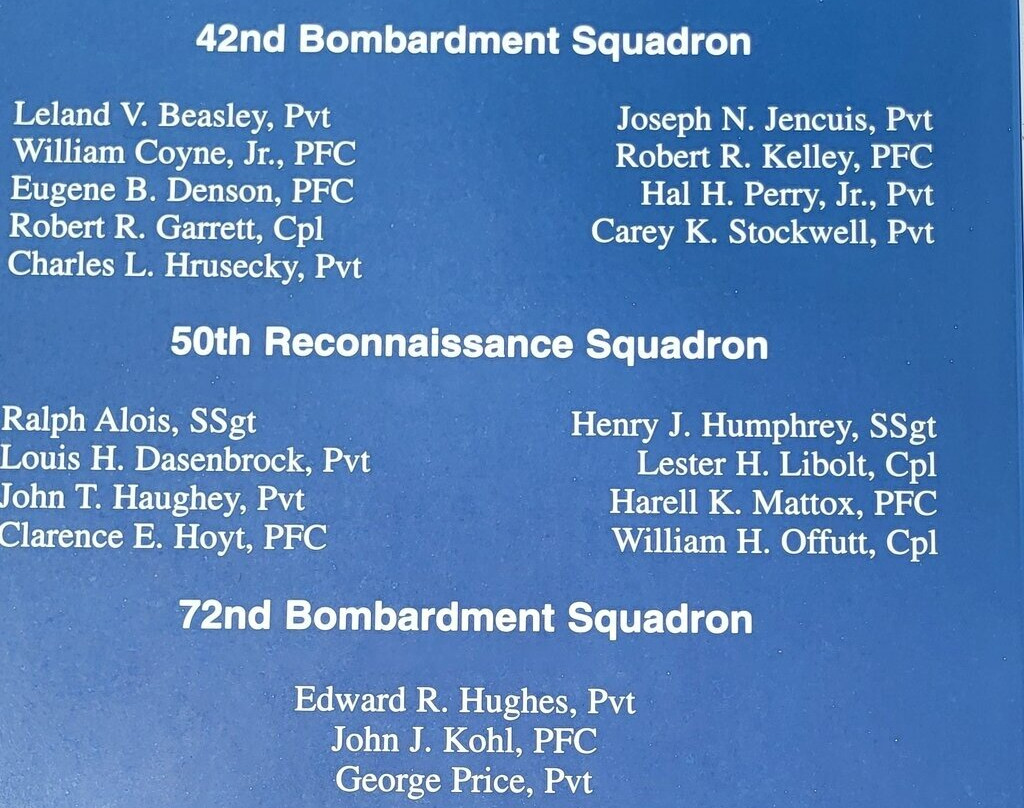 42nd Bombardment Squadron
Leland V. Beasley, Pvt
William Coyne, Jr., PFC
Eugene B. Denson, PFC
Robert R. Garrett, Cpl
Charles L. Hrusecky, Pvt
Joseph N. Jencuis, Pvt
Robert R. Kelley, PFC
Hal H. Perry, Jr., Pvt
Carey K. Stockwell, Pvt
50th Reconnaissance Squadron
Ralph Alois, SSgt
Louis H. Dasenbrock, Pvt
John T. Haughey, Pvt
Clarence E. Hoyt, PFC
Henry J. Humphrey, SSgt
Lester H. Libolt, Cpl
Harell K. Mattox, PFC
William H. Offutt, Cpl
72nd Bombardment Squadron
Edward R. Hughes, Pvt
John J. Kohl, PFC
George Price, Pvt